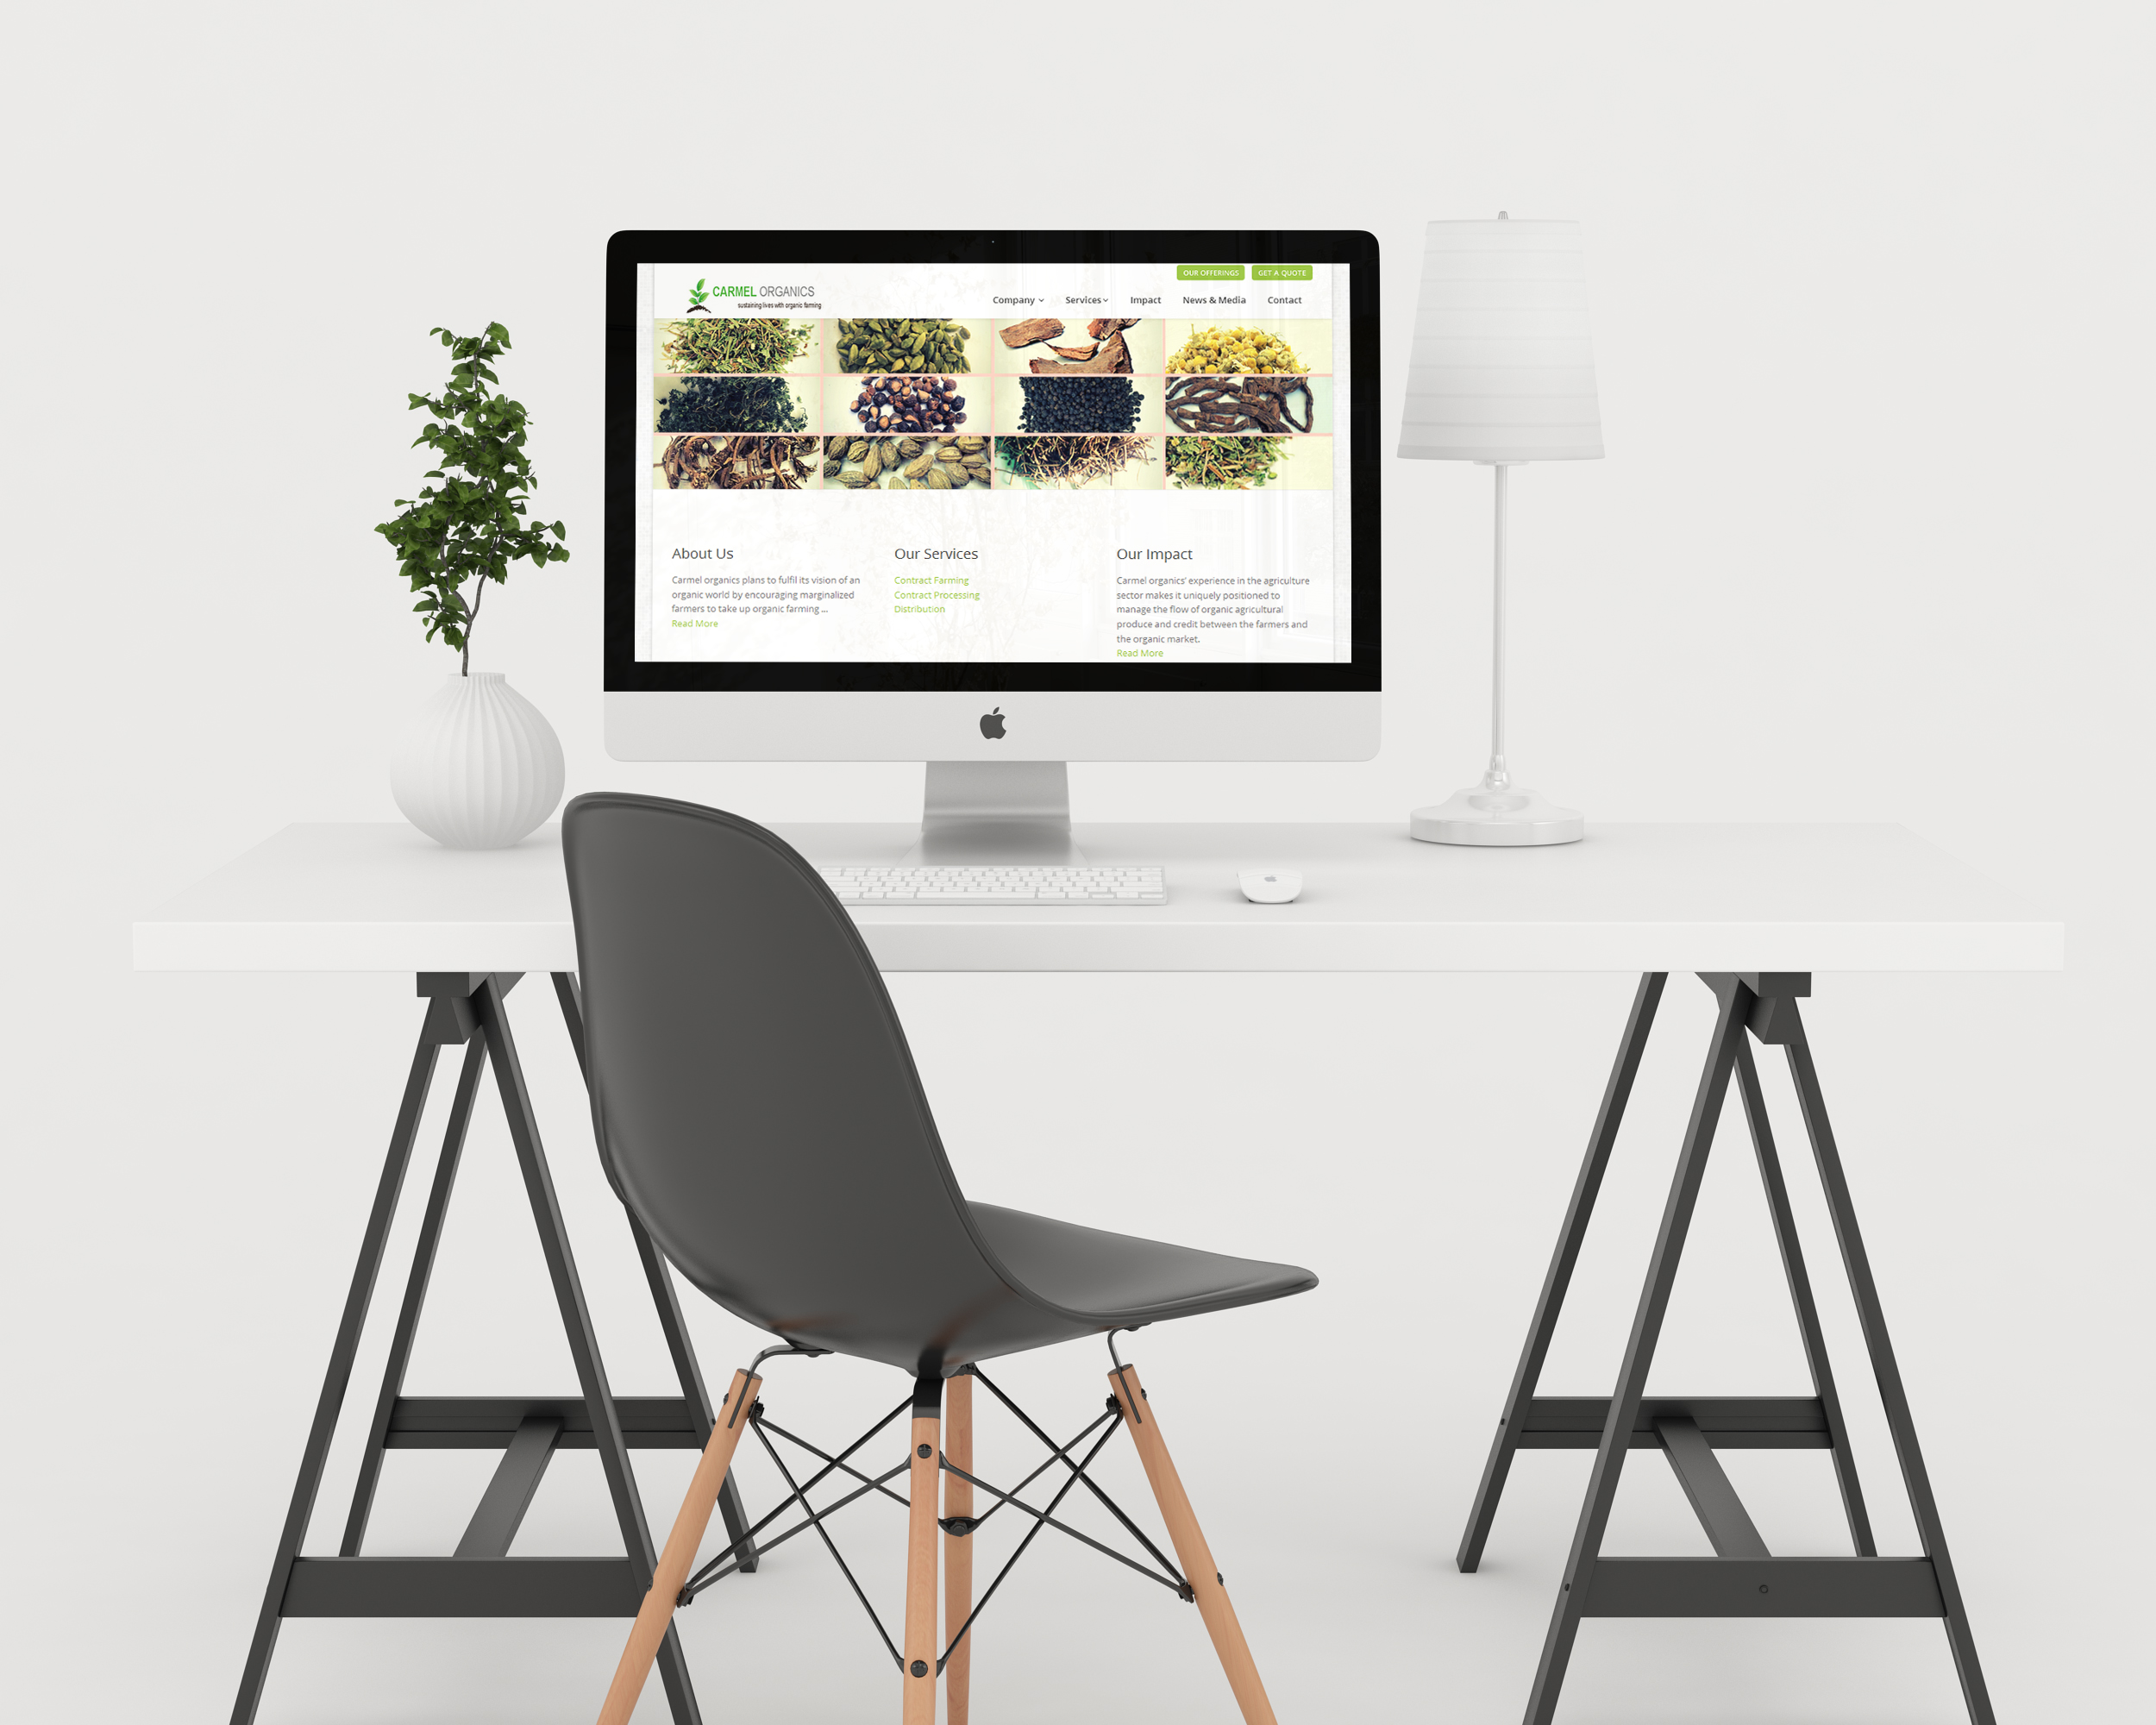 OUR OFFERINGS GET A QUOTE
CARMEL ORGANICS
sustaining lives with organic farming
Company Services Impact News & Media Contact
About Us
Carmel organics plans to fulfil its vision of an
organic world by encouraging marginalized
farmers to take up organic farming ...
Read More
Our Services
Contract Farming
Contract Processing
Distribution
Our Impact
Carmel organics' experience in the agriculture
sector makes it uniquely positioned to
manage the flow of organic agricultural
produce and credit between the farmers and
the organic market.
Read More